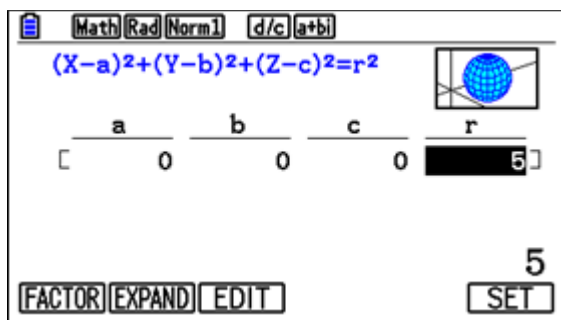 Math Rad Norm1 d/c a+bi
(X-a)²+(Y-b)²+(Z-c)²=r²
a b c r
[ 0 0 0 5 ]
5
FACTOR EXPAND EDIT SET